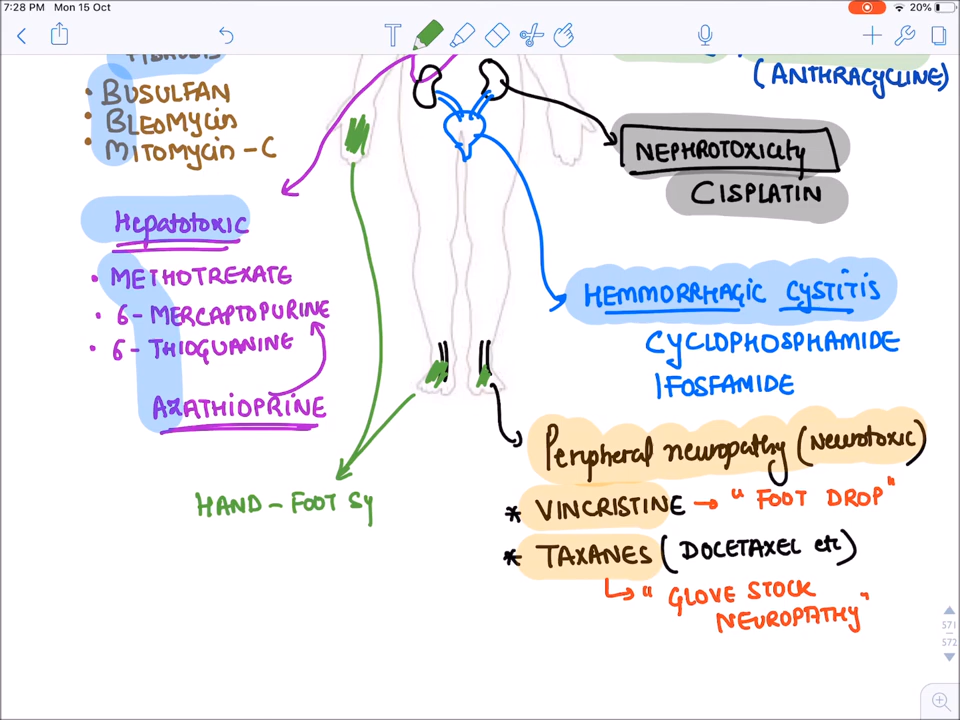 7:28 PM Mon 15 Oct
20%
T
• BUSULFAN
• BLEOMYCIN
• MITOMYCIN - C
(ANTHRACYCLINE)
NEPHROTOXICITY
CISPLATIN
Hepatotoxic
• METHOTREXATE
• 6 - MERCAPTOPURINE
• 6 - THIOGUANINE
AZATHIOPRINE
HEMMORRHAGIC CYSTITIS
CYCLOPHOSPHAMIDE
IFOSFAMIDE
Peripheral neuropathy (Neurotoxic)
* VINCRISTINE → " FOOT DROP "
* TAXANES (DOCETAXEL etc)
" GLOVE STOCK
NEUROPATHY "
HAND - FOOT SY
571
572